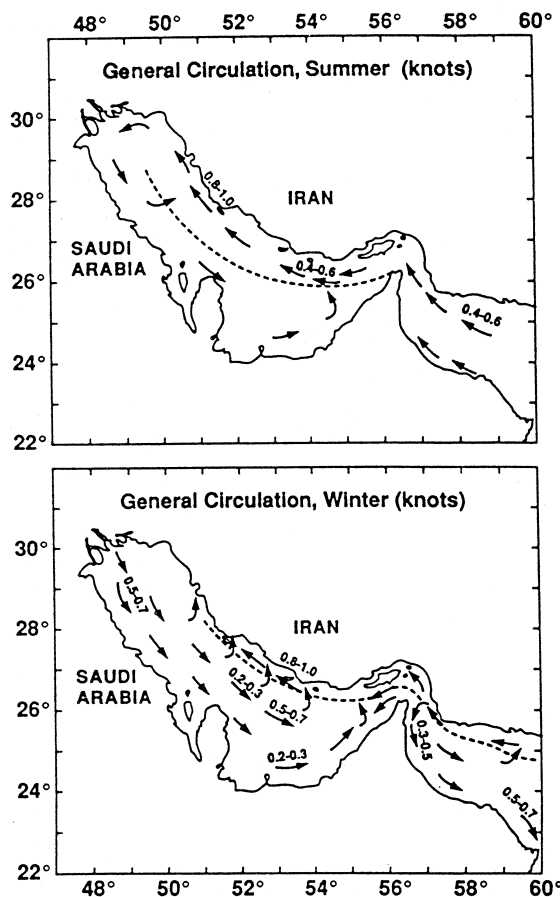 48° 50° 52° 54° 56° 58° 60°
General Circulation, Summer (knots)
30°
0.8-1.0
IRAN
28°
SAUDI
ARABIA
26°
0.4-0.6
0.4-0.6
24°
22°
General Circulation, Winter (knots)
30°
0.5-0.7
28°
IRAN
0.8-1.0
SAUDI
ARABIA
0.2-0.3
26°
0.5-0.7
0.3-0.5
0.2-0.3
24°
0.5-0.7
22°
48° 50° 52° 54° 56° 58° 60°